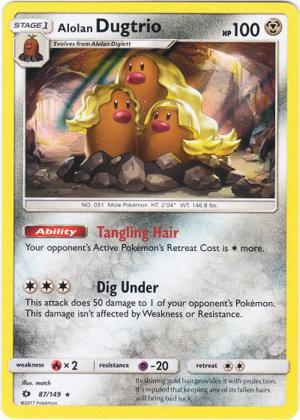 STAGE 1
Alolan Dugtrio
HP 100
Evolves from Alolan Diglett
NO. 051 Mole Pokémon HT: 2'04" WT: 146.8 lbs.
Ability Tangling Hair
Your opponent's Active Pokémon's Retreat Cost is more.
Dig Under
This attack does 50 damage to 1 of your opponent's Pokémon.
This damage isn't affected by Weakness or Resistance.
weakness × 2 resistance -20 retreat
Illus. match
87/149 ★
©2017 Pokémon
Its shining gold hair provides it with
protection. It's reputed that keeping
any of its fallen hairs will bring bad luck.